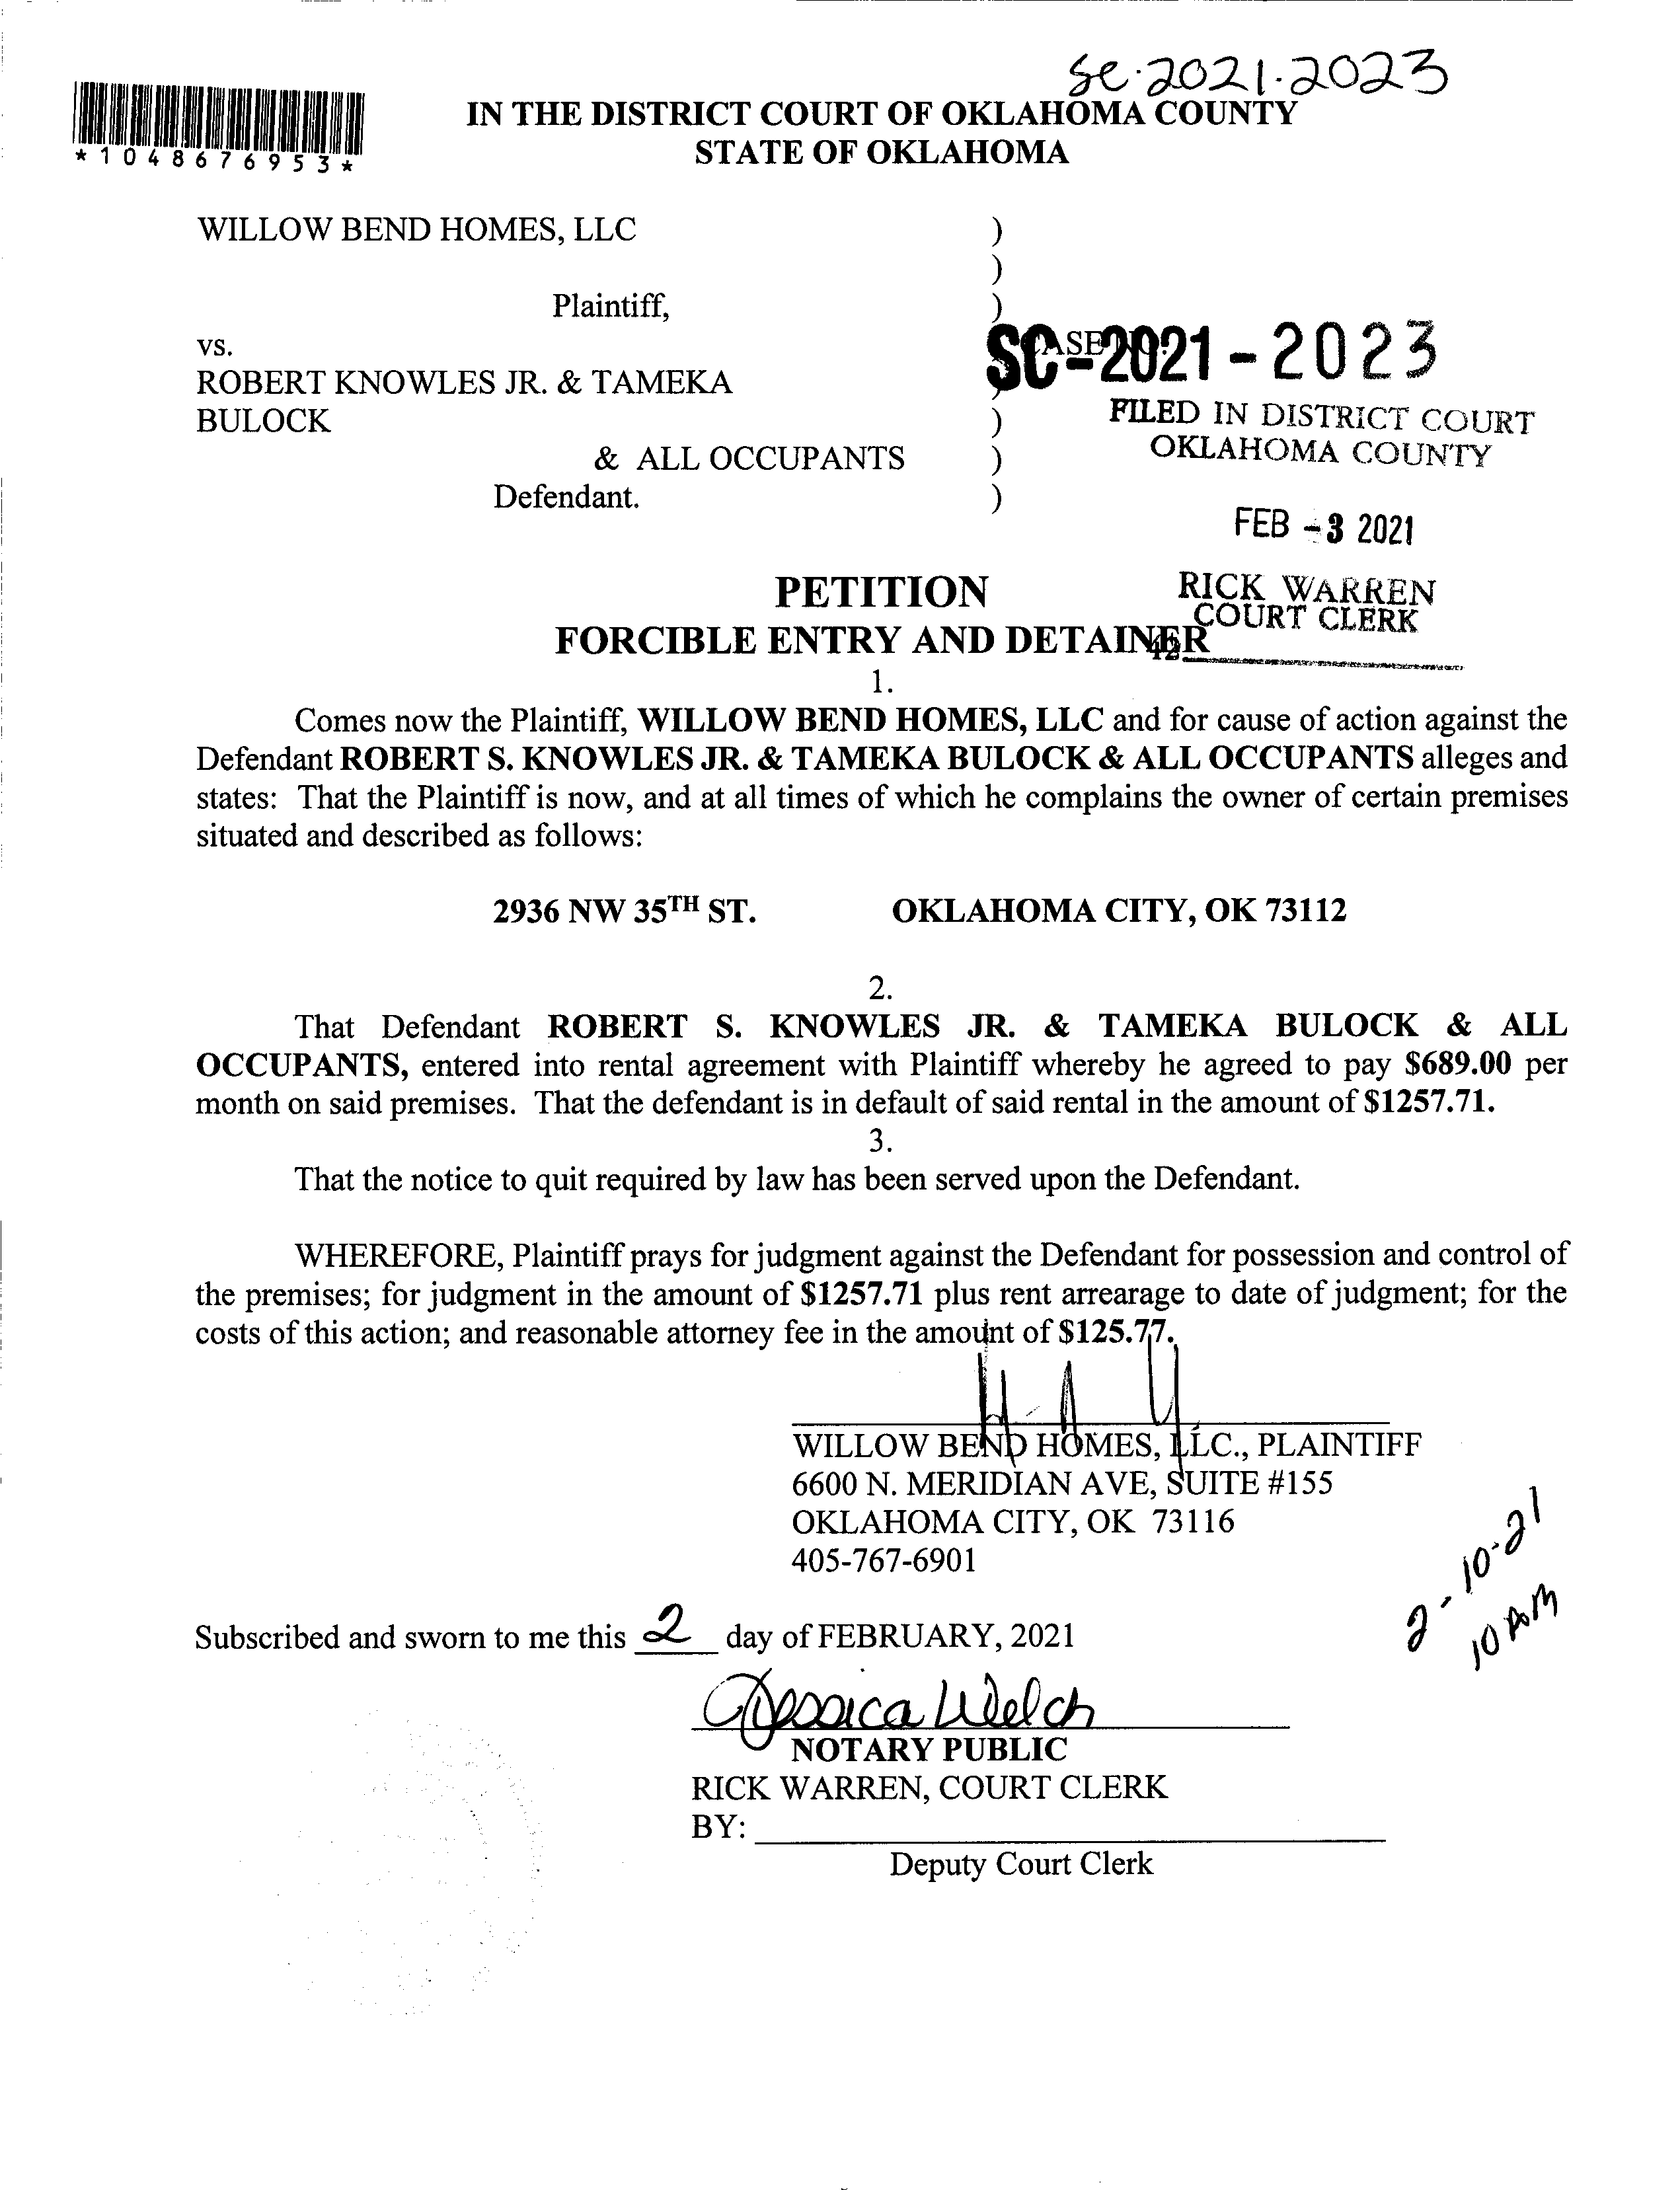 SC-2021-2023
*1048676953*
IN THE DISTRICT COURT OF OKLAHOMA COUNTY
STATE OF OKLAHOMA
WILLOW BEND HOMES, LLC )
)
Plaintiff, )
vs. CASE NO.
SC-2021-2023
ROBERT KNOWLES JR. & TAMEKA )
BULOCK )
& ALL OCCUPANTS )
Defendant. )
FILED IN DISTRICT COURT
OKLAHOMA COUNTY
FEB -3 2021
RICK WARREN
COURT CLERK
42
PETITION
FORCIBLE ENTRY AND DETAINER
1.
Comes now the Plaintiff, WILLOW BEND HOMES, LLC and for cause of action against the
Defendant ROBERT S. KNOWLES JR. & TAMEKA BULOCK & ALL OCCUPANTS alleges and
states: That the Plaintiff is now, and at all times of which he complains the owner of certain premises
situated and described as follows:
2936 NW 35TH ST. OKLAHOMA CITY, OK 73112
2.
That Defendant ROBERT S. KNOWLES JR. & TAMEKA BULOCK & ALL
OCCUPANTS, entered into rental agreement with Plaintiff whereby he agreed to pay $689.00 per
month on said premises. That the defendant is in default of said rental in the amount of $1257.71.
3.
That the notice to quit required by law has been served upon the Defendant.
WHEREFORE, Plaintiff prays for judgment against the Defendant for possession and control of
the premises; for judgment in the amount of $1257.71 plus rent arrearage to date of judgment; for the
costs of this action; and reasonable attorney fee in the amount of $125.77.
WILLOW BEND HOMES, LLC., PLAINTIFF
6600 N. MERIDIAN AVE, SUITE #155
OKLAHOMA CITY, OK 73116
405-767-6901
2-10-21
10 AM
Subscribed and sworn to me this 2 day of FEBRUARY, 2021
Jessica Welch
NOTARY PUBLIC
RICK WARREN, COURT CLERK
BY:
Deputy Court Clerk